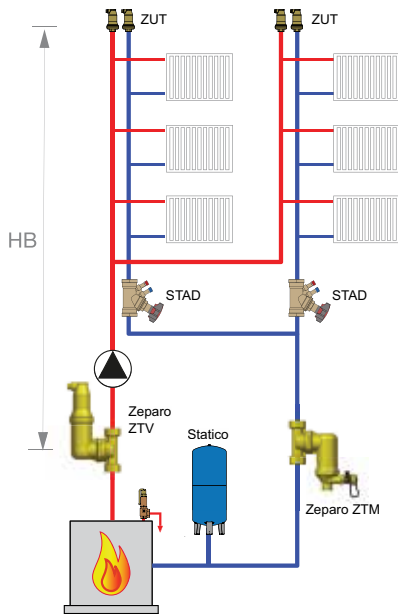 ZUT
ZUT
HB
STAD
STAD
Zeparo
ZTV
Statico
Zeparo ZTM